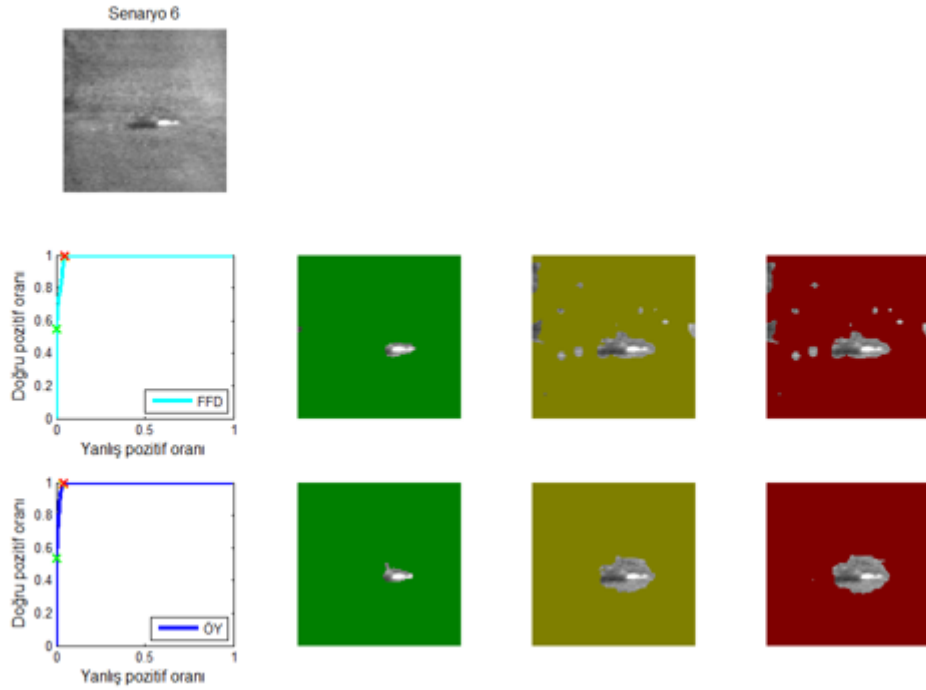 Senaryo 6
1
0.8
0.6
0.4
0.2
0
Doğru pozitif oranı
FFD
0
0.5
1
Yanlış pozitif oranı
1
0.8
0.6
0.4
0.2
0
Doğru pozitif oranı
ÖY
0
0.5
1
Yanlış pozitif oranı